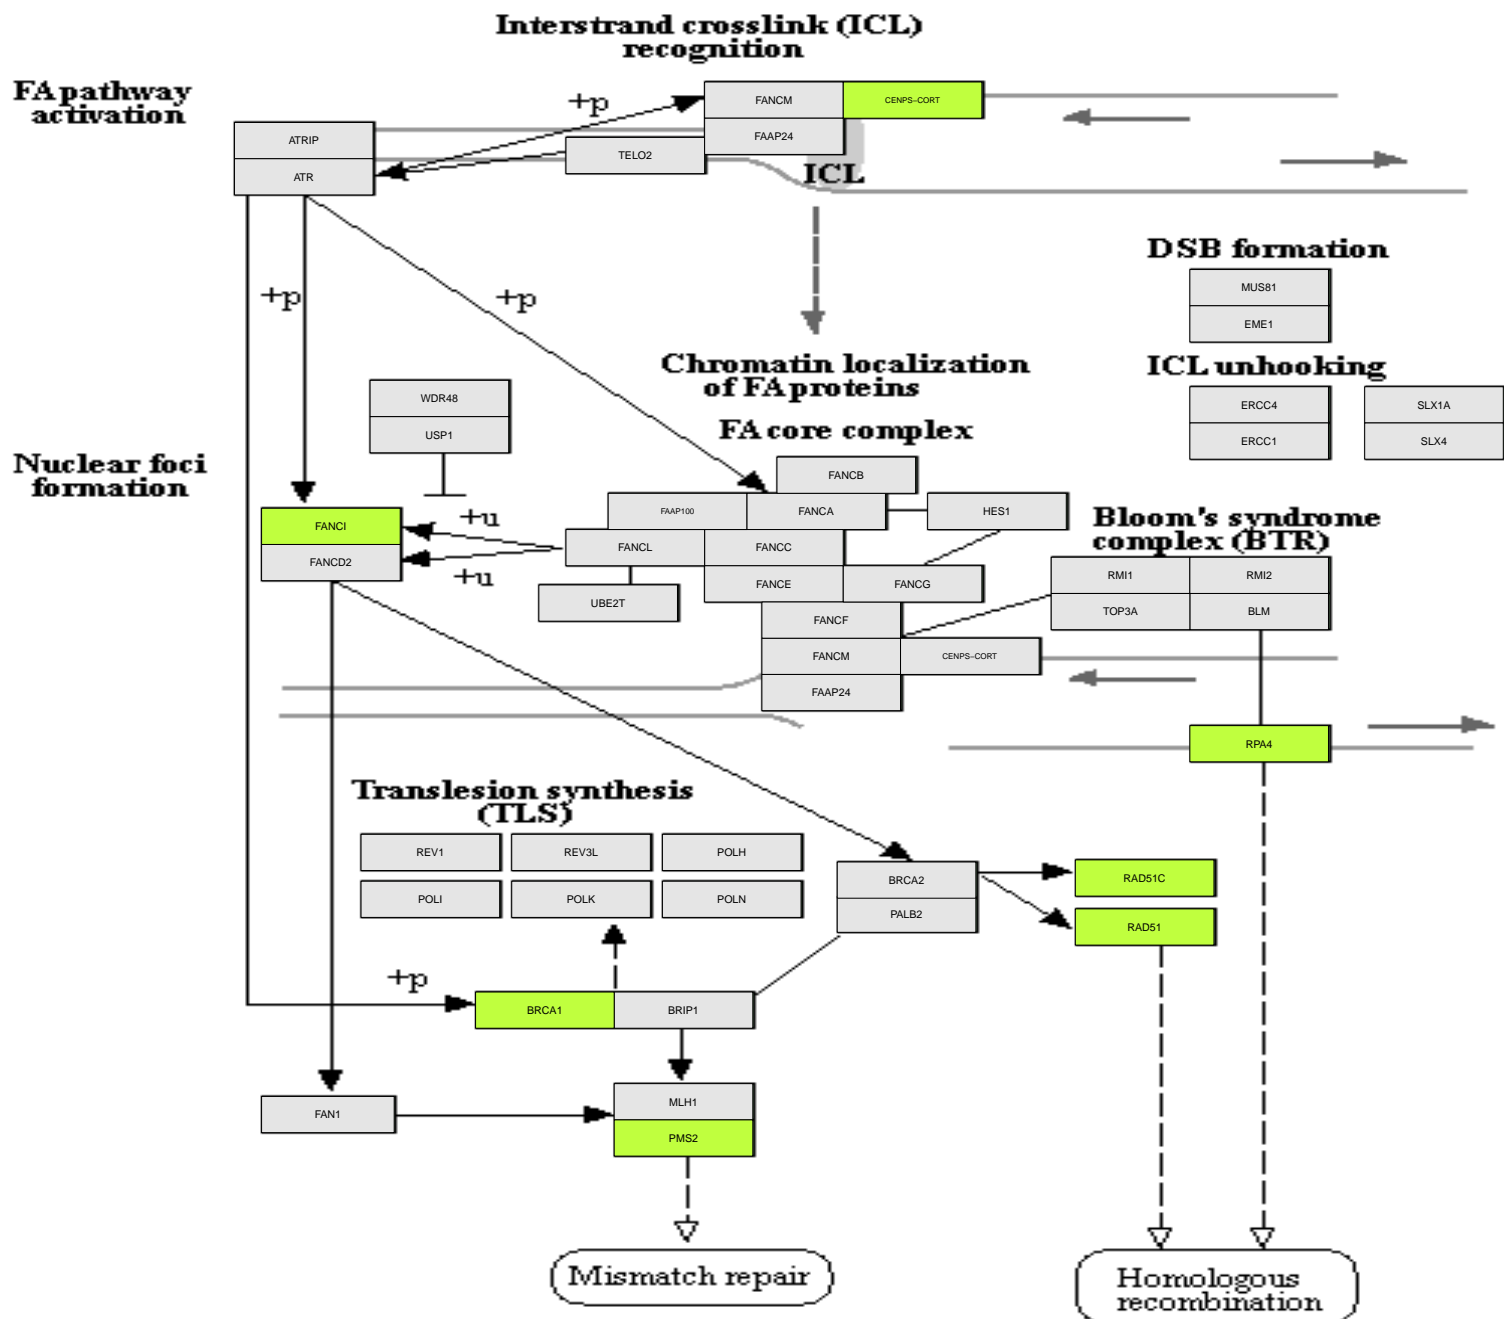 Interstrand crosslink (ICL)
recognition
FA pathway
activation
+p
FANCM
CENPS–CORT
FAAP24
ATRIP
ATR
TELO2
ICL
DSB formation
MUS81
EME1
+p
+p
Chromatin localization
of FA proteins
ICL unhooking
WDR48
USP1
ERCC4
ERCC1
SLX1A
SLX4
FA core complex
Nuclear foci
formation
FANCB
FAAP100
FANCA
HES1
FANCI
FANCD2
+u
+u
FANCL
FANCC
Bloom's syndrome
complex (BTR)
FANCE
FANCG
UBE2T
RMI1
RMI2
TOP3A
BLM
FANCF
FANCM
CENPS–CORT
FAAP24
RPA4
Translesion synthesis
(TLS)
REV1
REV3L
POLH
POLI
POLK
POLN
BRCA2
PALB2
RAD51C
RAD51
+p
BRCA1
BRIP1
FAN1
MLH1
PMS2
Mismatch repair
Homologous
recombination